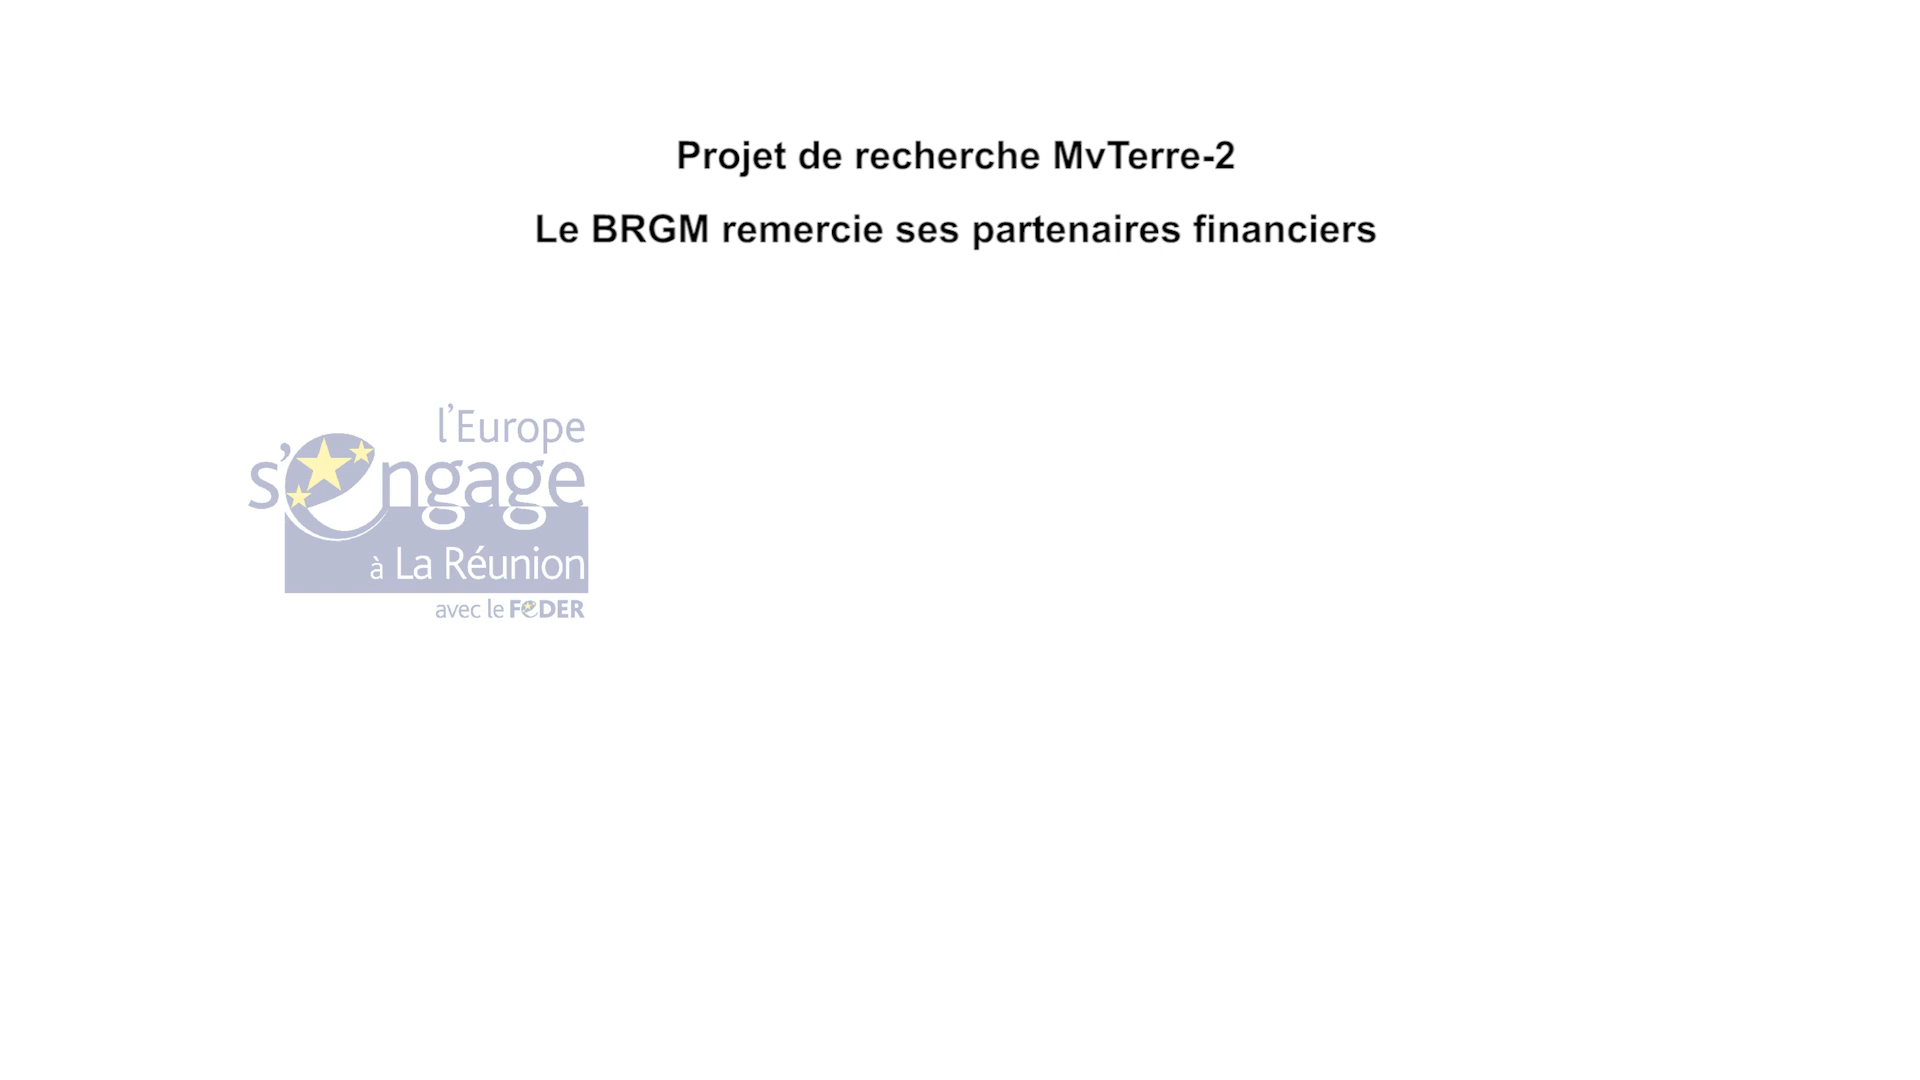 Projet de recherche MvTerre-2
Le BRGM remercie ses partenaires financiers
l'Europe
s'engage
à La Réunion
avec le FEDER